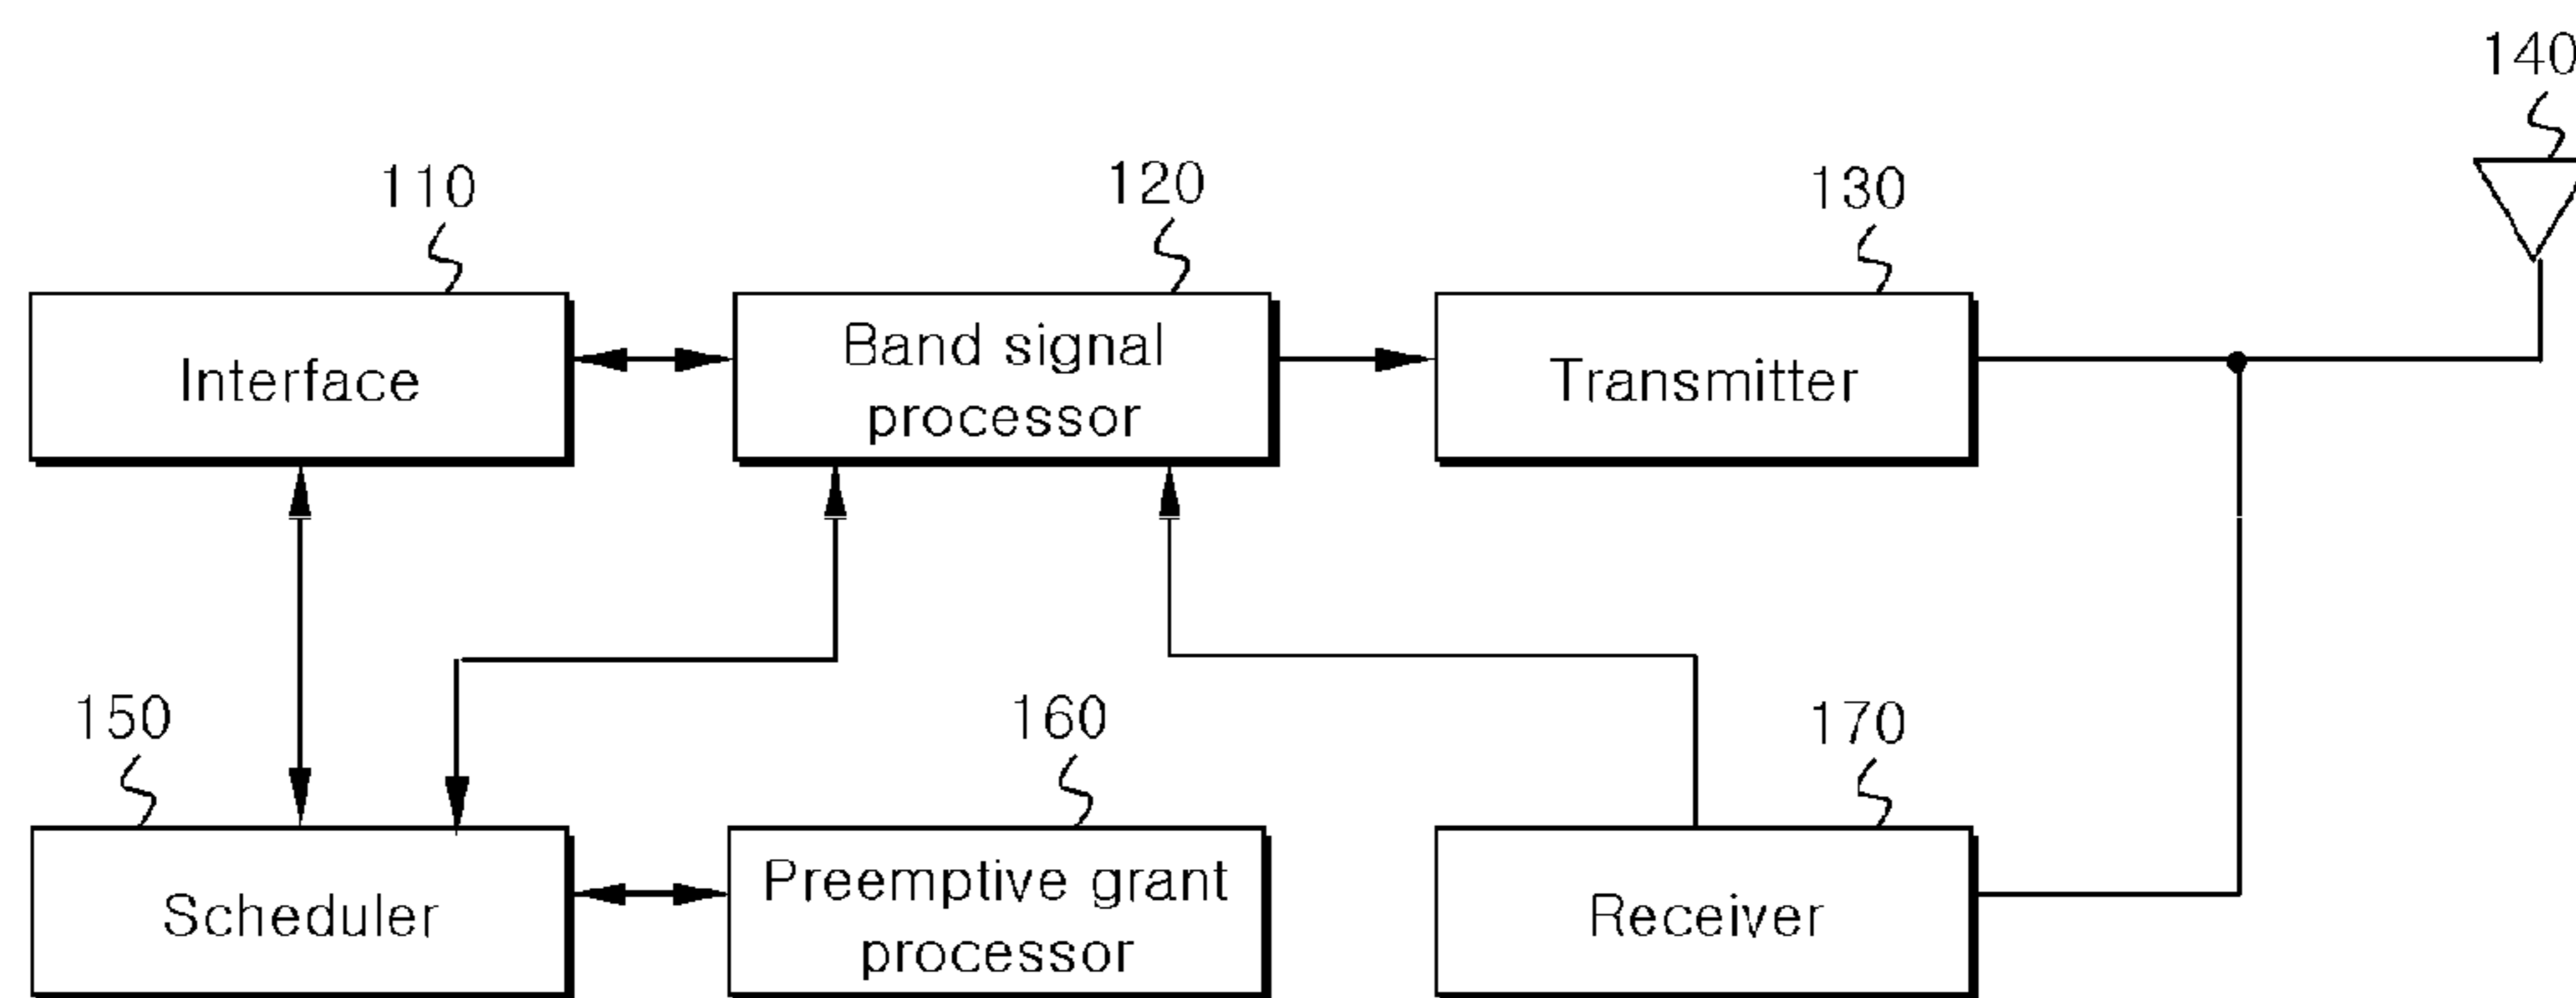 140
110
120
130
Interface
Band signal
processor
Transmitter
150
160
170
Scheduler
Preemptive grant
processor
Receiver